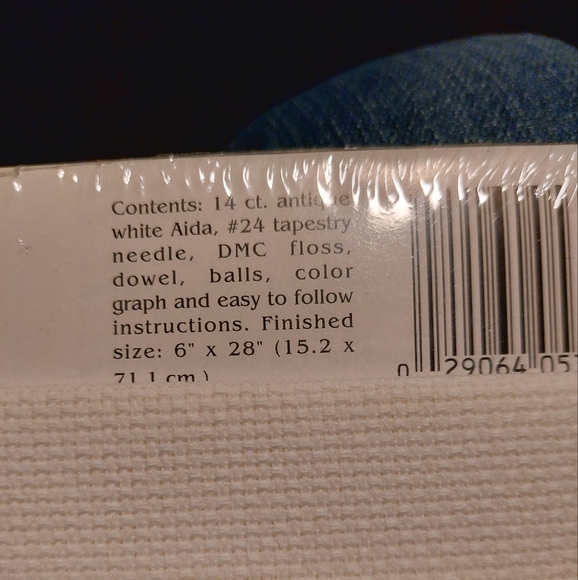 Contents: 14 ct. antique
white Aida, #24 tapestry
needle, DMC floss,
dowel, balls, color
graph and easy to follow
instructions. Finished
size: 6" x 28" (15.2 x
71.1 cm)
0 29064 05